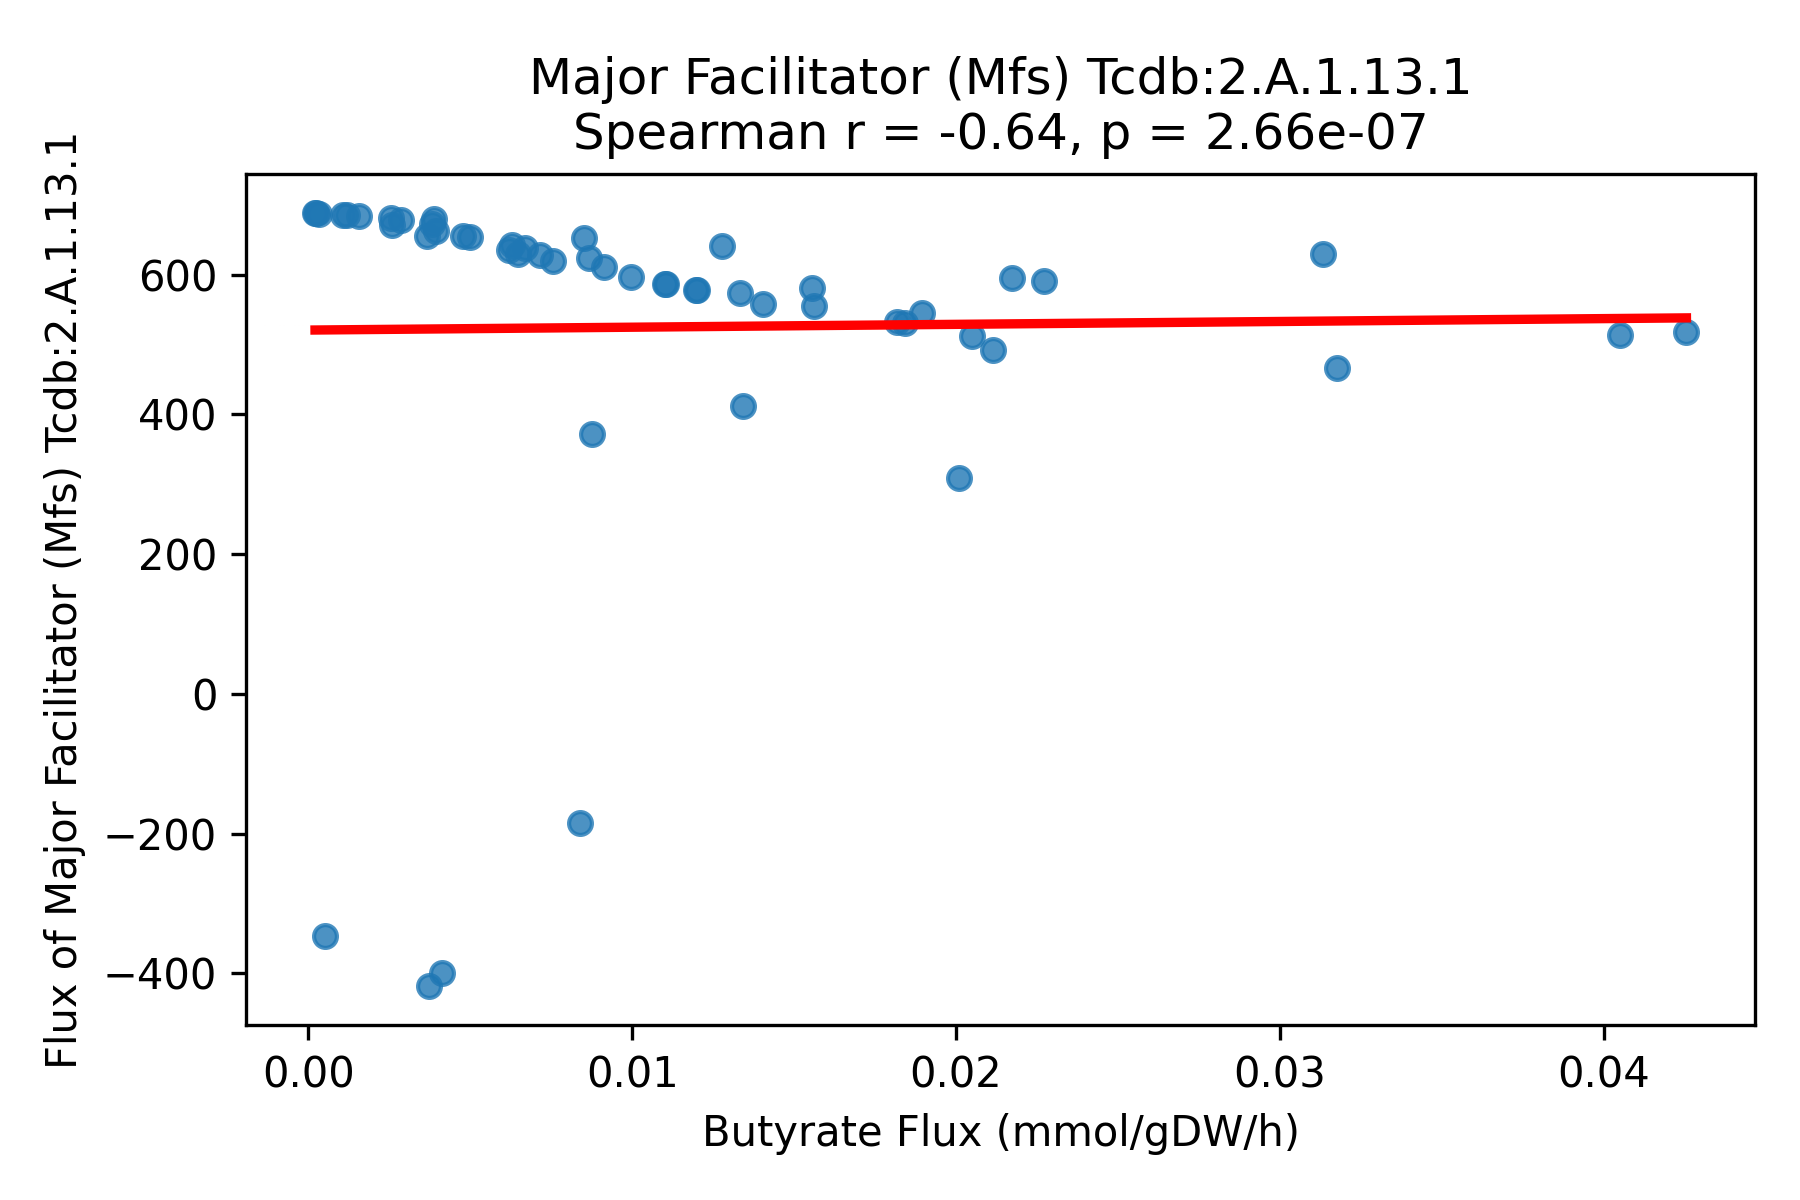 Major Facilitator (Mfs) Tcdb:2.A.1.13.1
Spearman r = -0.64, p = 2.66e-07
Flux of Major Facilitator (Mfs) Tcdb:2.A.1.13.1
600
400
200
0
−200
−400
0.00 0.01 0.02 0.03 0.04
Butyrate Flux (mmol/gDW/h)